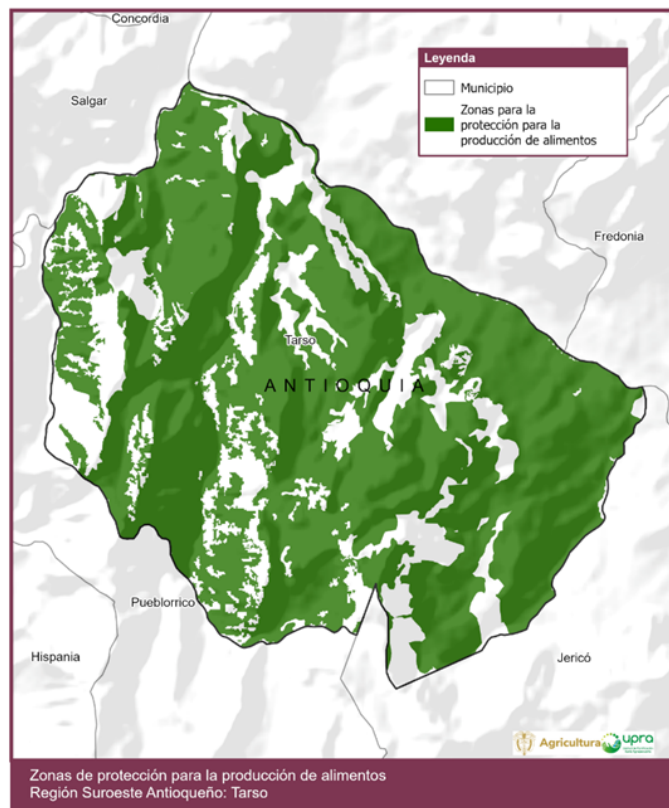 Concordia
Leyenda
Municipio
Zonas para la
protección para la
producción de alimentos
Salgar
Fredonia
Tarso
ANTIOQUIA
Pueblorrico
Hispania
Jericó
Agricultura
upra
Zonas de protección para la producción de alimentos
Región Suroeste Antioqueño: Tarso